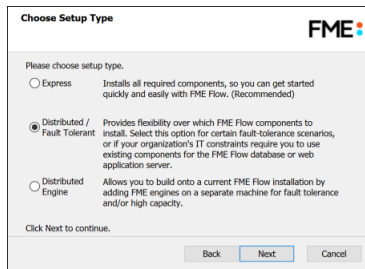 Choose Setup Type
FME
Please choose setup type.
Express
Installs all required components, so you can get started
quickly and easily with FME Flow. (Recommended)
Distributed /
Fault Tolerant
Provides flexibility over which FME Flow components to
install. Select this option for certain fault-tolerance scenarios,
or if your organization's IT constraints require you to use
existing components for the FME Flow database or web
application server.
Distributed
Engine
Allows you to build onto a current FME Flow installation by
adding FME engines on a separate machine for fault tolerance
and/or high capacity.
Click Next to continue.
Back
Next
Cancel